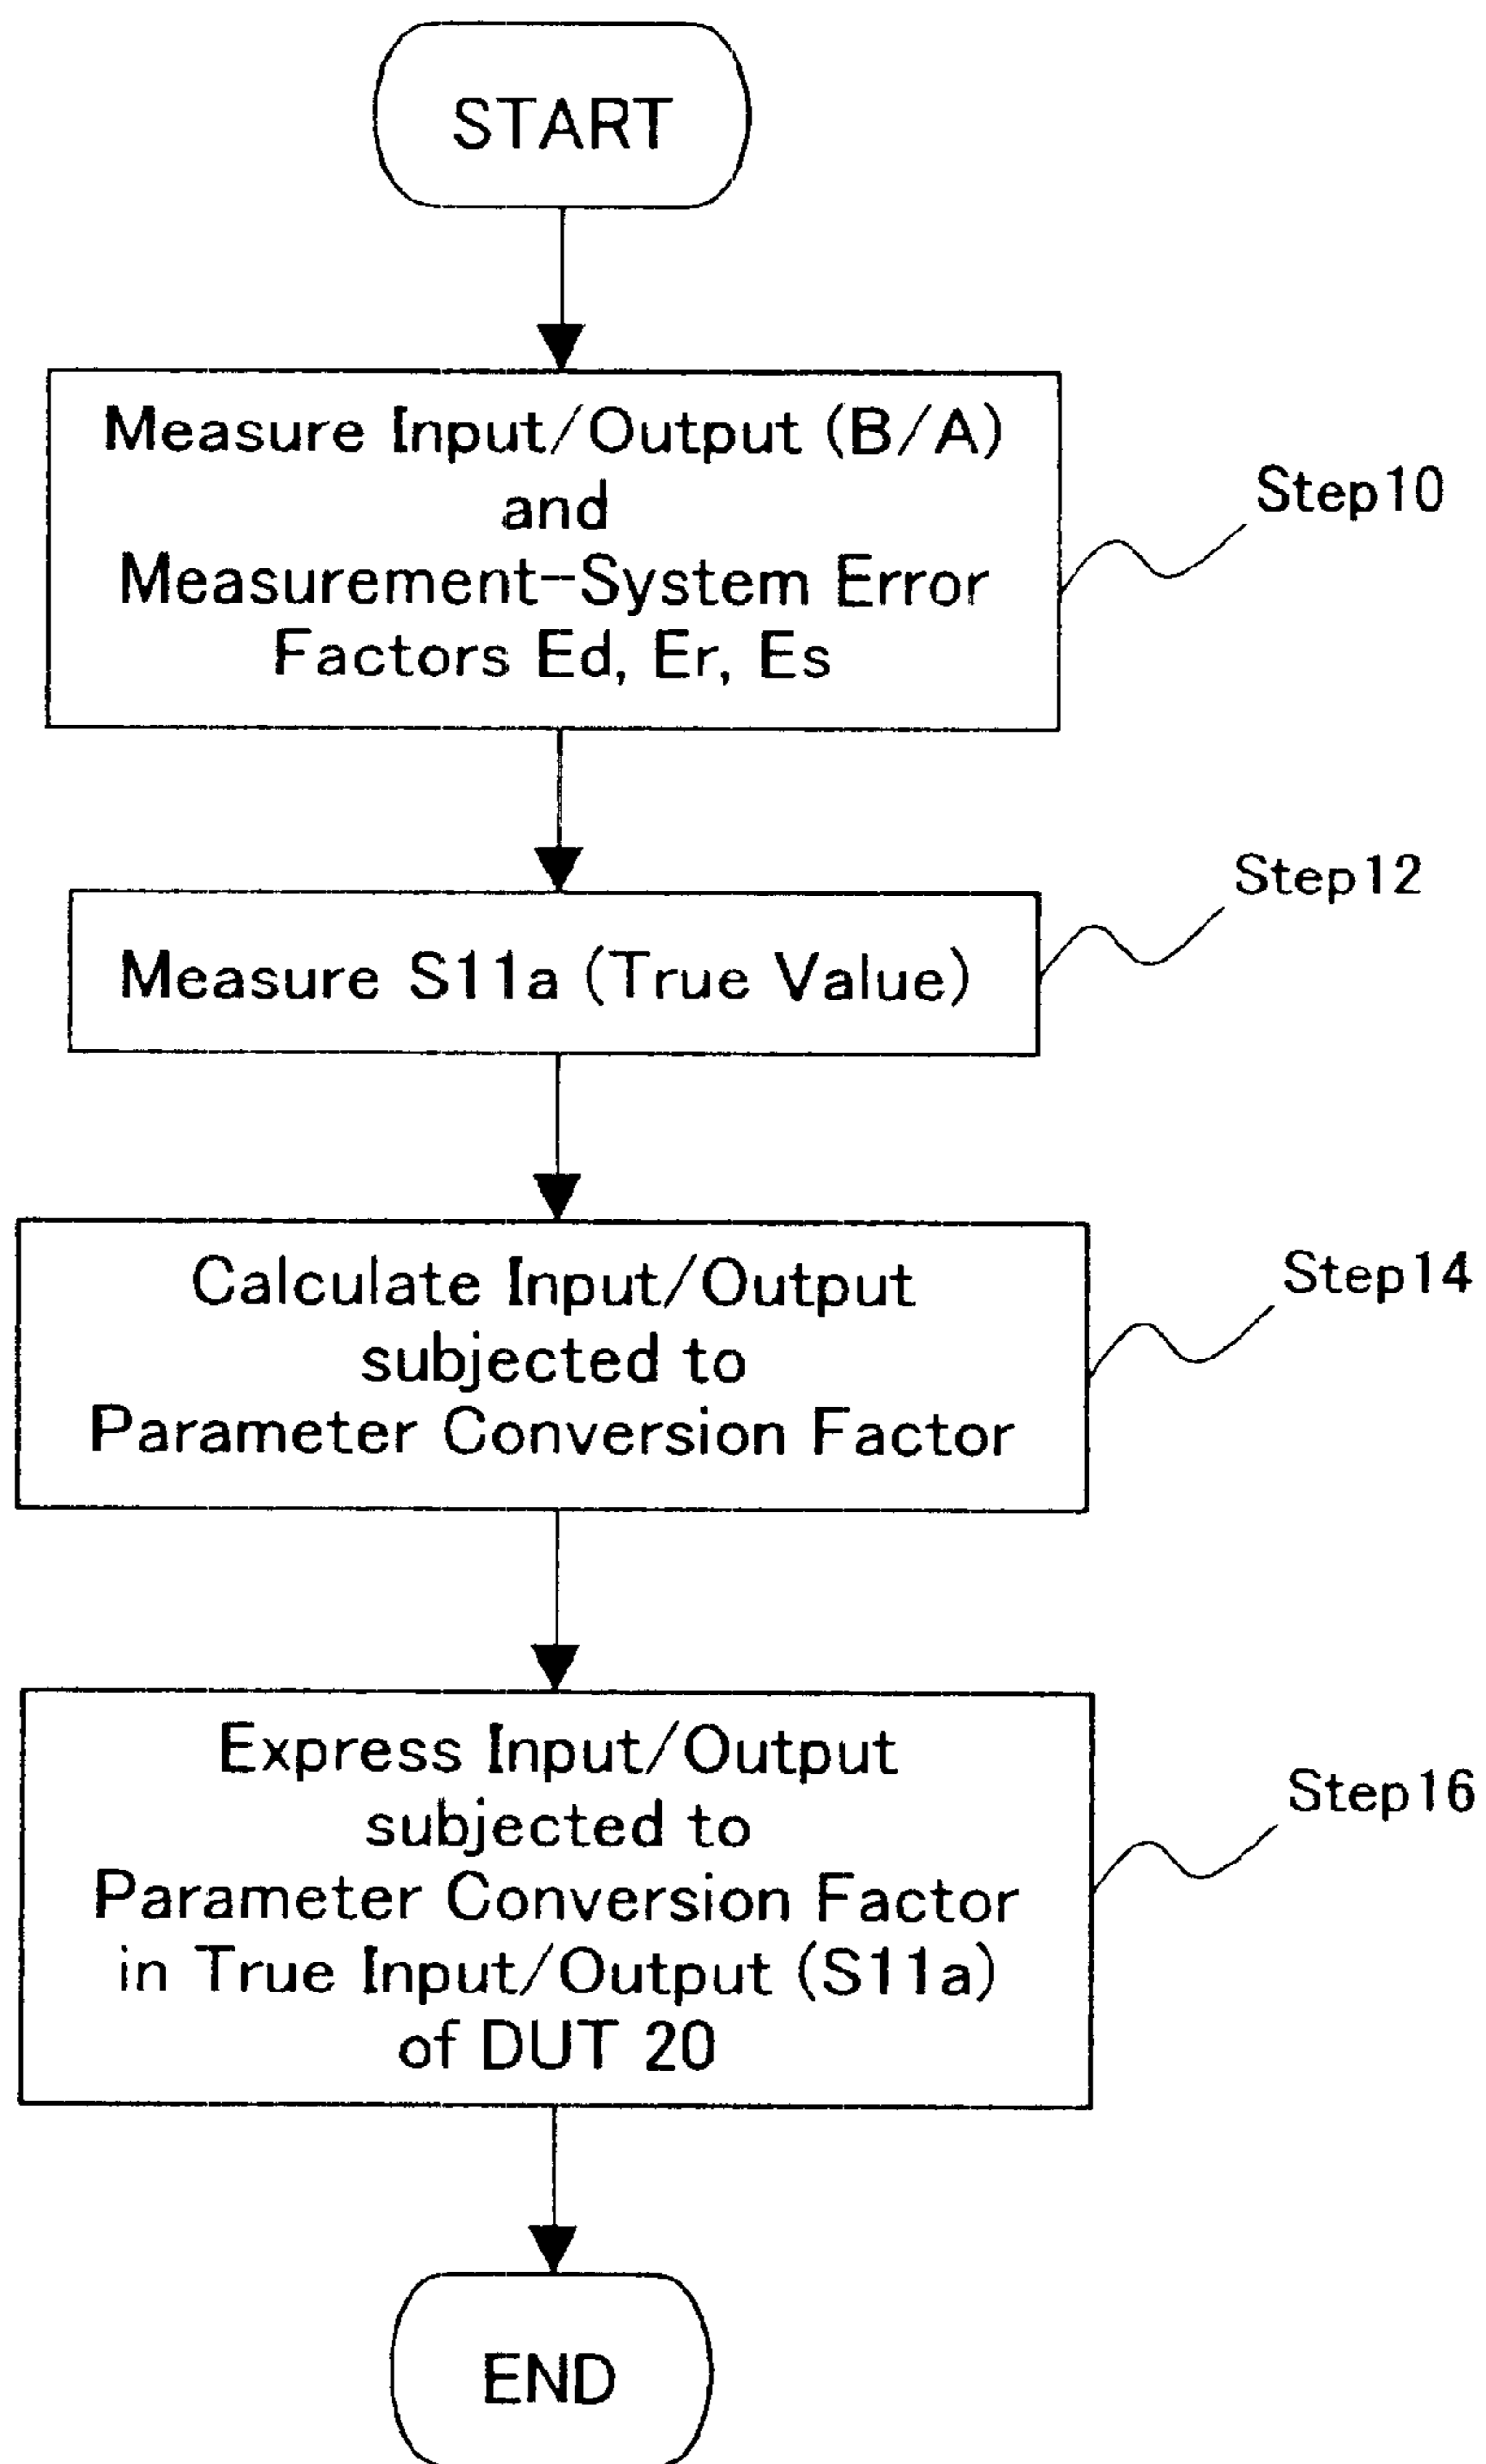 START
Measure Input/Output (B/A)
and
Measurement-System Error
Factors Ed, Er, Es
Step10
Measure S11a (True Value)
Step12
Calculate Input/Output
subjected to
Parameter Conversion Factor
Step14
Express Input/Output
subjected to
Parameter Conversion Factor
in True Input/Output (S11a)
of DUT 20
Step16
END